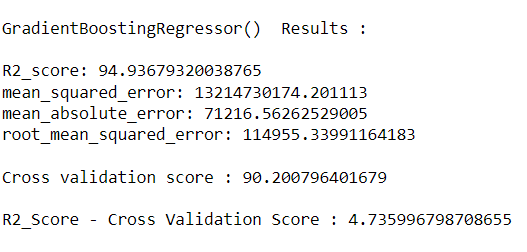 GradientBoostingRegressor()  Results :
R2_score: 94.93679320038765
mean_squared_error: 13214730174.201113
mean_absolute_error: 71216.56262529005
root_mean_squared_error: 114955.33991164183
Cross validation score : 90.200796401679
R2_Score - Cross Validation Score : 4.735996798708655